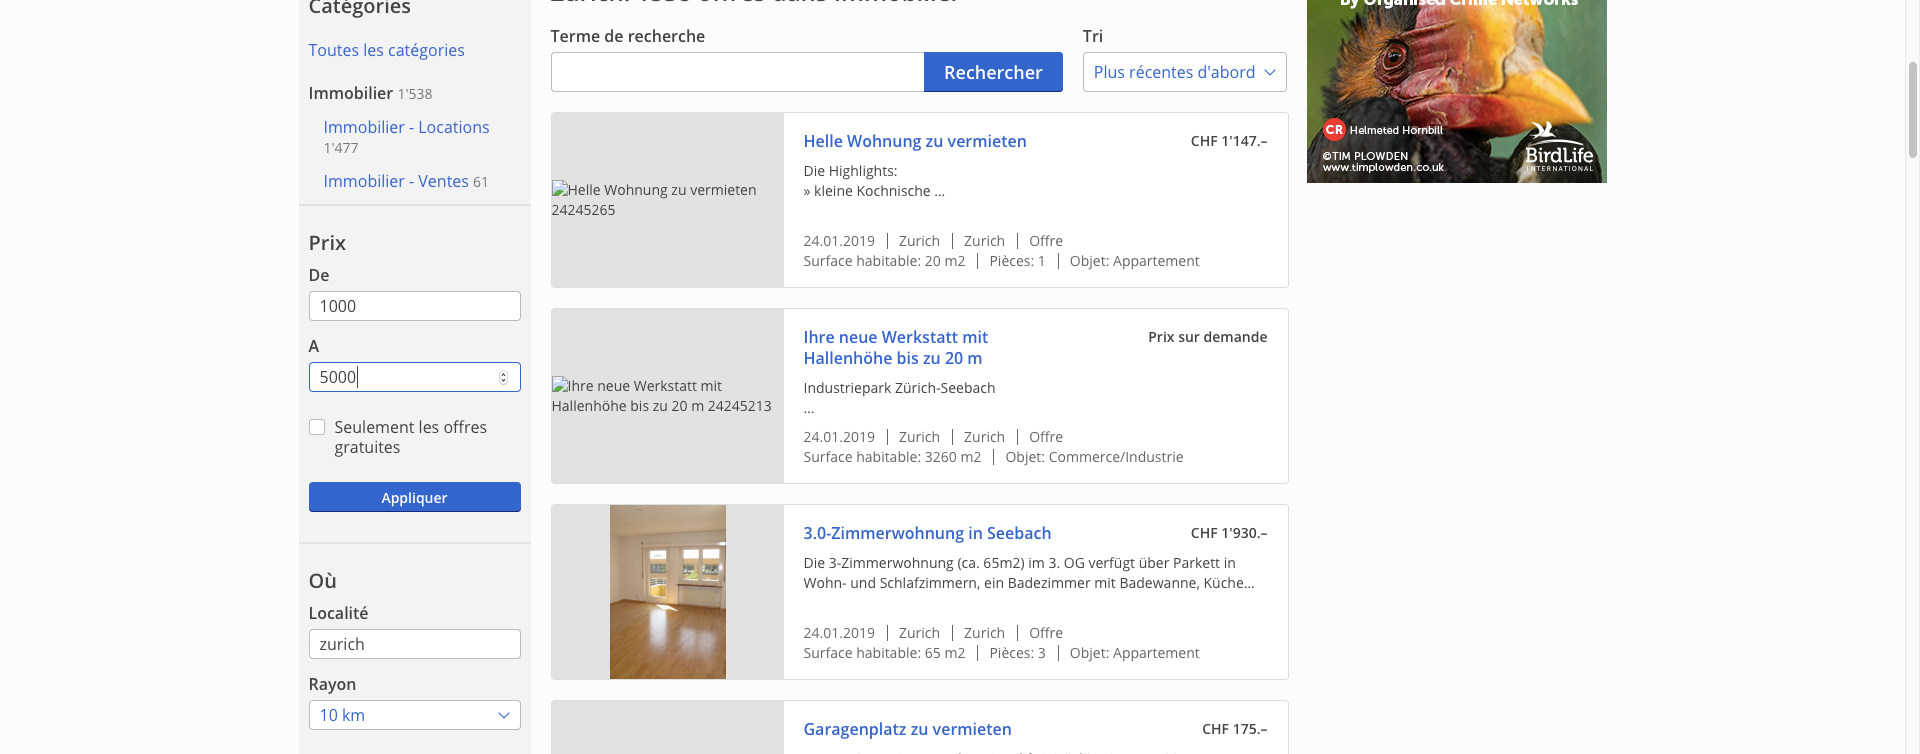 Catégories
Toutes les catégories
Immobilier 1'538
Immobilier - Locations
1'477
Immobilier - Ventes 61
Prix
De
1000
A
5000
Seulement les offres
gratuites
Appliquer
Où
Localité
zurich
Rayon
10 km
Terme de recherche
Rechercher
Tri
Plus récentes d'abord
Helle Wohnung zu vermieten
24245265
Helle Wohnung zu vermieten
CHF 1'147.–
Die Highlights:
» kleine Kochnische ...
24.01.2019 | Zurich | Zurich | Offre
Surface habitable: 20 m2 | Pièces: 1 | Objet: Appartement
Ihre neue Werkstatt mit
Hallenhöhe bis zu 20 m 24245213
Ihre neue Werkstatt mit
Hallenhöhe bis zu 20 m
Prix sur demande
Industriepark Zürich-Seebach
...
24.01.2019 | Zurich | Zurich | Offre
Surface habitable: 3260 m2 | Objet: Commerce/Industrie
3.0-Zimmerwohnung in Seebach
CHF 1'930.–
Die 3-Zimmerwohnung (ca. 65m2) im 3. OG verfügt über Parkett in
Wohn- und Schlafzimmern, ein Badezimmer mit Badewanne, Küche...
24.01.2019 | Zurich | Zurich | Offre
Surface habitable: 65 m2 | Pièces: 3 | Objet: Appartement
Garagenplatz zu vermieten
CHF 175.–
By Organised Crime Networks
CR Helmeted Hornbill
©TIM PLOWDEN
www.timplowden.co.uk
BirdLife
INTERNATIONAL